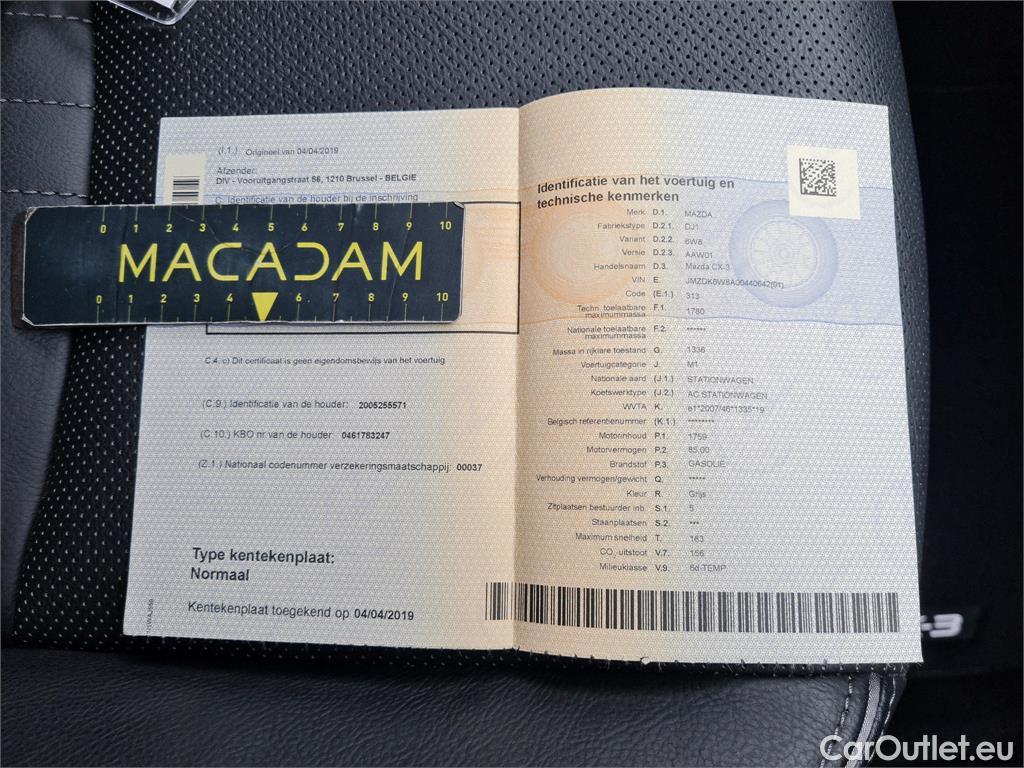 (I.1.) Origineel van 04/04/2019
Afzender:
DIV - Vooruitgangstraat 56, 1210 Brussel - BELGIE
C. Identificatie van de houder bij de inschrijving
0 1 2 3 4 5 6 7 8 9 10
MACADAM
0 1 2 3 4 5 6 7 8 9 10
C.4. c) Dit certificaat is geen eigendomsbewijs van het voertuig
(C.9.) Identificatie van de houder: 2005255571
(C.10.) KBO nr van de houder: 0461783247
(Z.1.) Nationaal codenummer verzekeringsmaatschappij: 00037
Type kentekenplaat:
Normaal
Kentekenplaat toegekend op 04/04/2019
Identificatie van het voertuig en
technische kenmerken
Merk D.1. MAZDA
Fabriekstype D.2.1. DJ1
Variant D.2.2. 6W8
Versie D.2.3. AAW01
Handelsnaam D.3. Mazda CX-3
VIN E. JMZDK6W8A00440642(01)
Code (E.1.) 313
Techn. toelaatbare maximummassa F.1. 1780
Nationale toelaatbare maximummassa F.2. ******
Massa in rijklare toestand G. 1336
Voertuigcategorie J. M1
Nationale aard (J.1.) STATIONWAGEN
Koetswerktype (J.2.) AC STATIONWAGEN
WVTA K. e1*2007/46*1335*19
Belgisch referentienummer (K.1.) ********
Motorinhoud P.1. 1759
Motorvermogen P.2. 85.00
Brandstof P.3. GASOLIE
Verhouding vermogen/gewicht Q. *****
Kleur R. Grijs
Zitplaatsen bestuurder inb. S.1. 5
Staanplaatsen S.2. ***
Maximum snelheid T. 183
CO2-uitstoot V.7. 156
Milieuklasse V.9. 6d-TEMP
-3
CarOutlet.eu